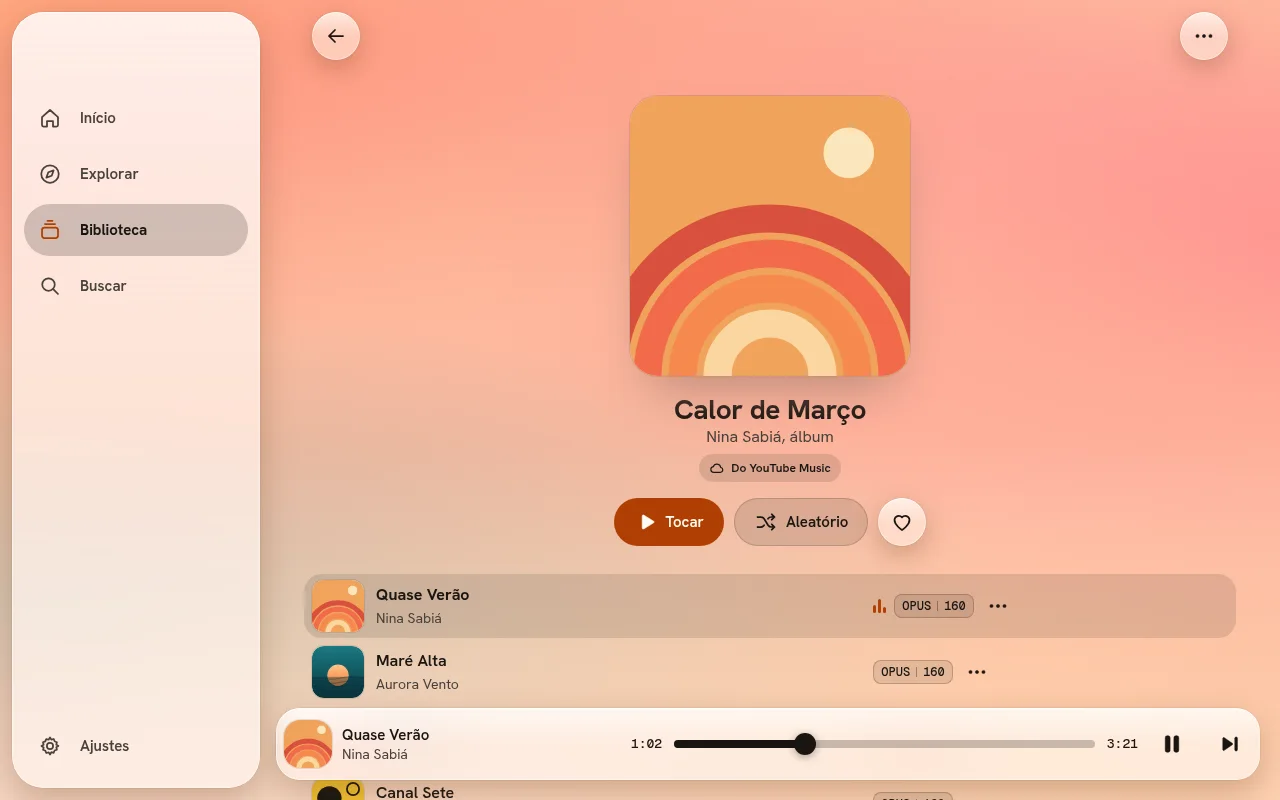 Início
Explorar
Biblioteca
Buscar
Ajustes
Calor de Março
Nina Sabiá, álbum
Do YouTube Music
Tocar
Aleatório
Quase Verão
Nina Sabiá
OPUS | 160
Maré Alta
Aurora Vento
OPUS | 160
Quase Verão
Nina Sabiá
1:02
3:21
Canal Sete